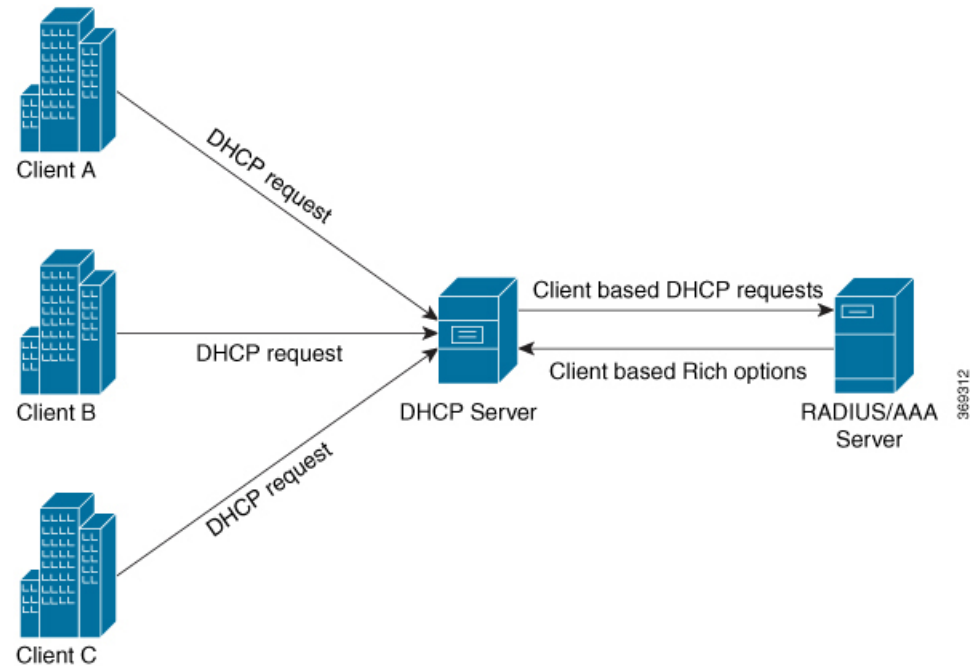 Client A
DHCP request
Client B
DHCP request
Client C
DHCP request
DHCP Server
Client based DHCP requests
Client based Rich options
RADIUS/AAA
Server
369312